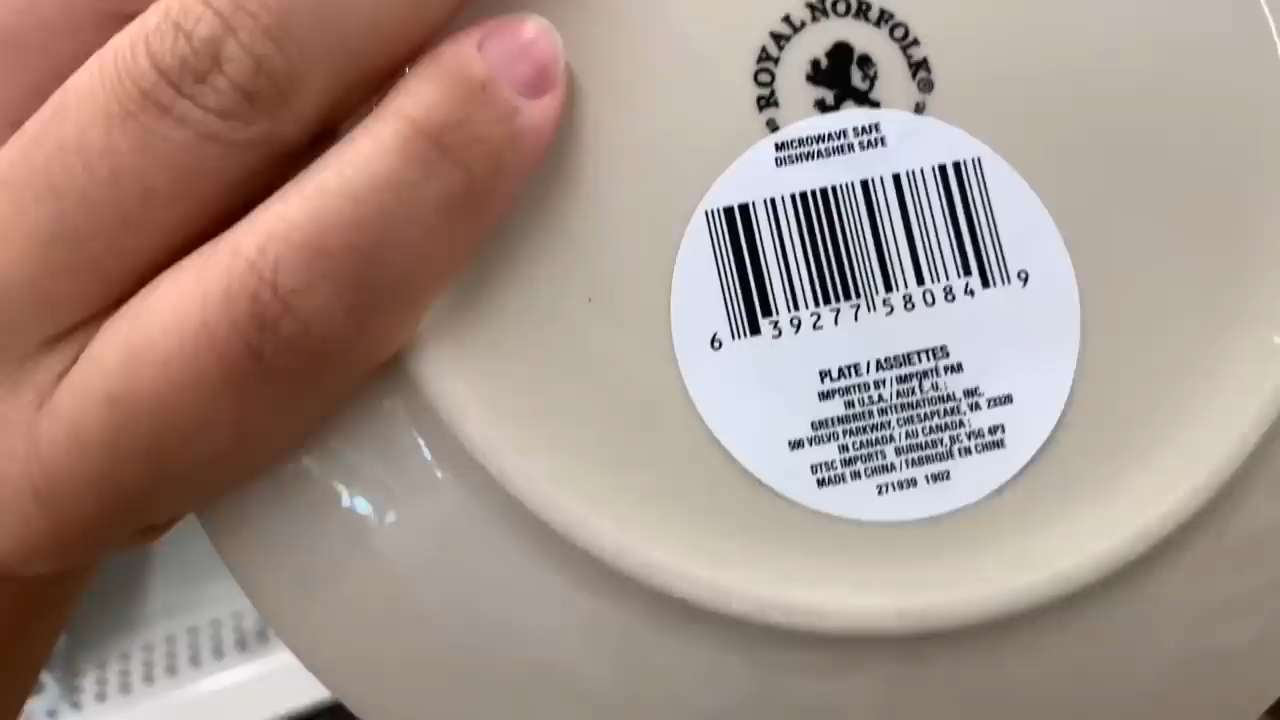 ROYAL NORFOLK®
MICROWAVE SAFE
DISHWASHER SAFE
6 39277 58084 9
PLATE / ASSIETTES
IMPORTED BY / IMPORTÉ PAR
IN U.S.A. / AUX É.-U. :
GREENBRIER INTERNATIONAL, INC.
500 VOLVO PARKWAY, CHESAPEAKE, VA 23320
IN CANADA / AU CANADA :
DTSC IMPORTS BURNABY, BC V5G 4P3
MADE IN CHINA / FABRIQUÉ EN CHINE
271939 1902